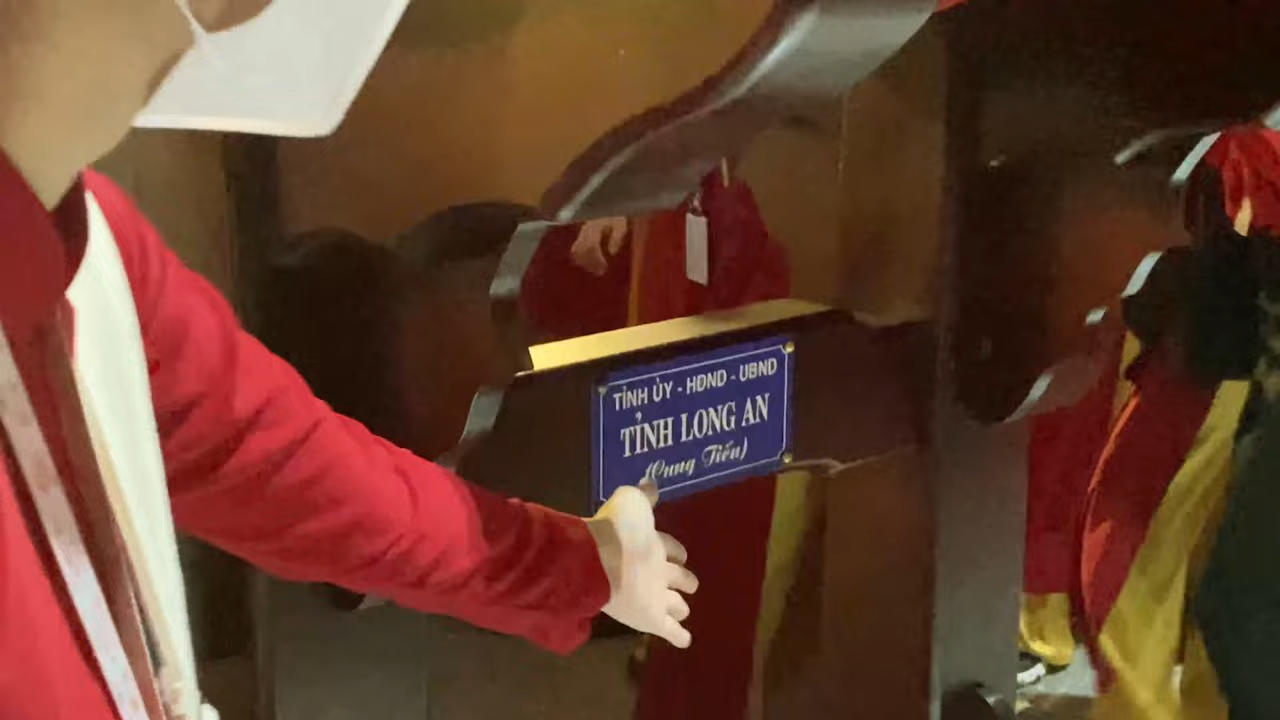 TỈNH ỦY - HĐND - UBND
TỈNH LONG AN
(Cung Tiến)